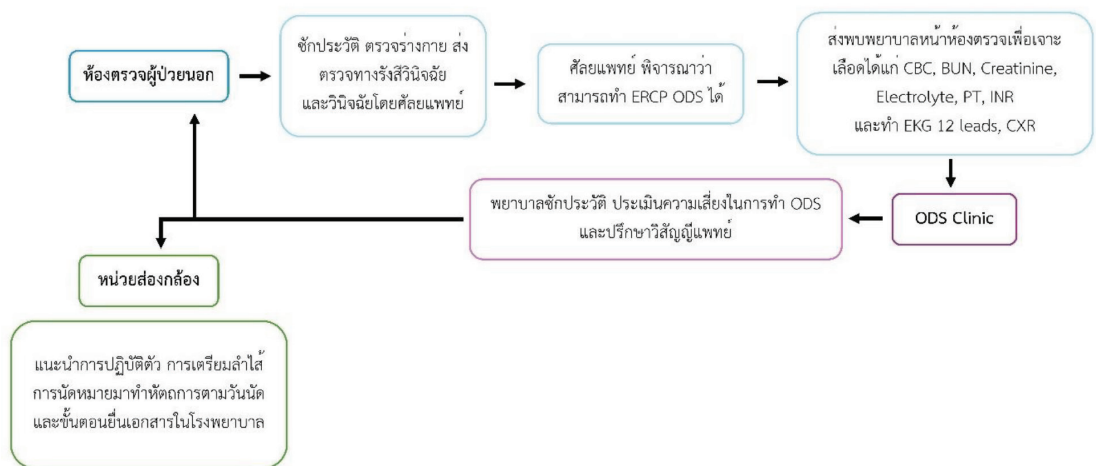 ห้องตรวจผู้ป่วยนอก
ซักประวัติ ตรวจร่างกาย ส่ง
ตรวจทางรังสีวินิจฉัย
และวินิจฉัยโดยศัลยแพทย์
ศัลยแพทย์ พิจารณาว่า
สามารถทำ ERCP ODS ได้
ส่งพบพยาบาลหน้าห้องตรวจเพื่อเจาะ
เลือดได้แก่ CBC, BUN, Creatinine,
Electrolyte, PT, INR
และทำ EKG 12 leads, CXR
ODS Clinic
พยาบาลซักประวัติ ประเมินความเสี่ยงในการทำ ODS
และปรึกษาวิสัญญีแพทย์
หน่วยส่องกล้อง
แนะนำการปฏิบัติตัว การเตรียมลำไส้
การนัดหมายมาทำหัตถการตามวันนัด
และขั้นตอนยื่นเอกสารในโรงพยาบาล